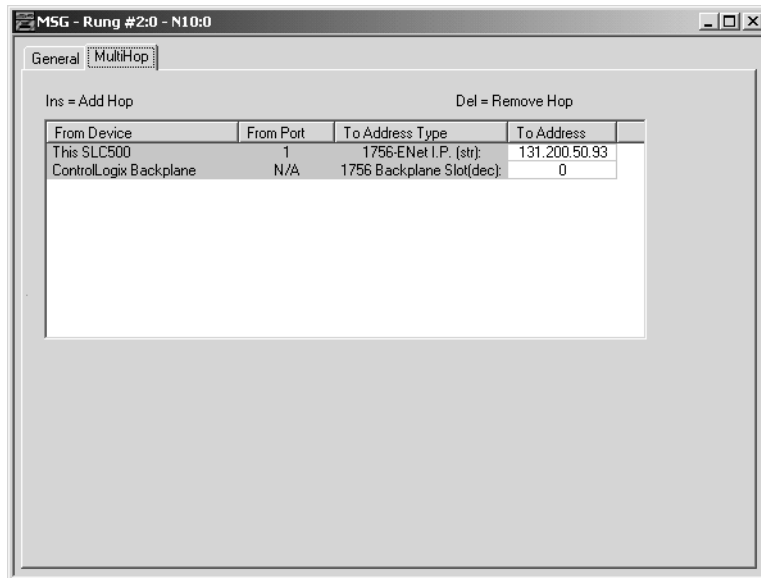 MSG - Rung #2:0 - N10:0
General MultiHop
Ins = Add Hop Del = Remove Hop
From Device From Port To Address Type To Address
This SLC500 1 1756-ENet I.P. (str): 131.200.50.93
ControlLogix Backplane N/A 1756 Backplane Slot(dec): 0